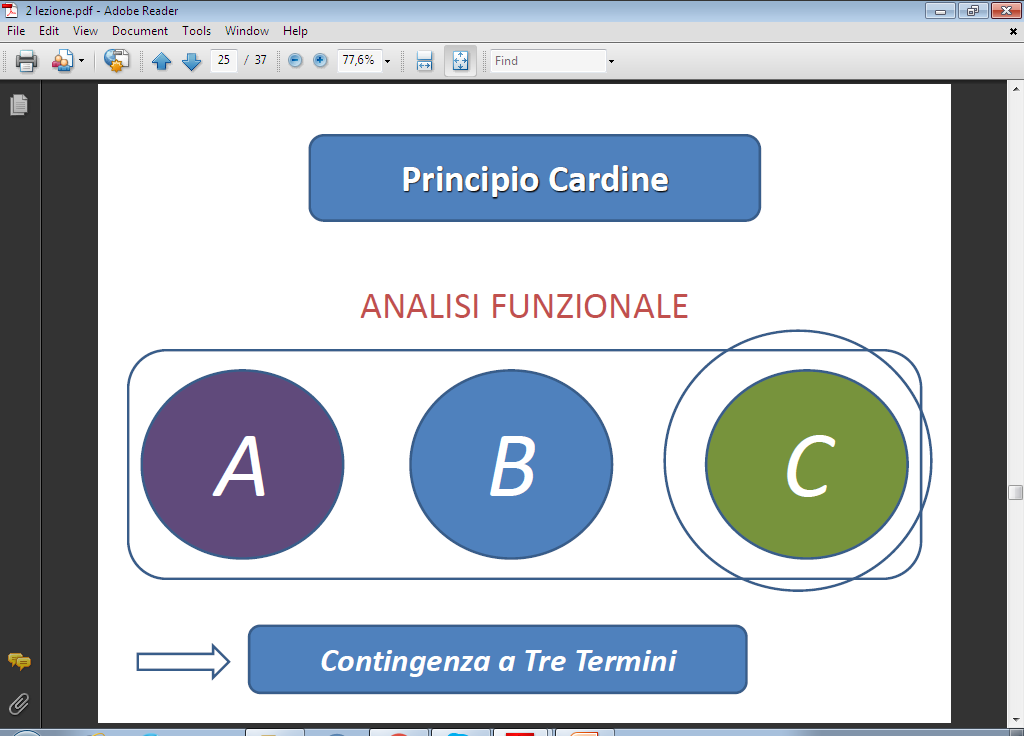 2 lezione.pdf - Adobe Reader
File Edit View Document Tools Window Help
25 / 37 77,6% Find
Principio Cardine
ANALISI FUNZIONALE
A B C
Contingenza a Tre Termini